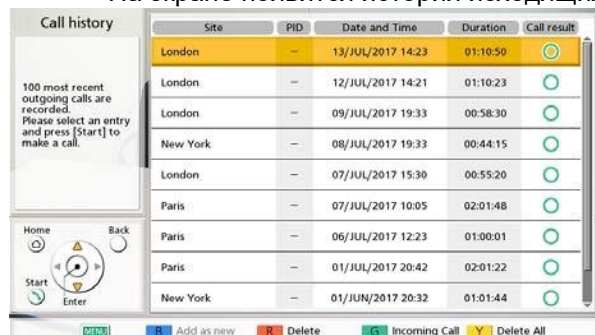 На экране появится история исходящи
Call history
Site PID Date and Time Duration Call result
London – 13/JUL/2017 14:23 01:10:50
London – 12/JUL/2017 14:21 01:10:23
London – 09/JUL/2017 19:33 00:58:30
New York – 08/JUL/2017 19:33 00:44:15
London – 07/JUL/2017 15:30 00:55:20
Paris – 07/JUL/2017 10:05 02:01:48
Paris – 06/JUL/2017 12:23 01:00:01
Paris – 01/JUL/2017 20:42 02:01:22
New York – 01/JUN/2017 20:32 01:01:44
100 most recent
outgoing calls are
recorded.
Please select an entry
and press [Start] to
make a call.
Home Back
Start
Enter
MENU B Add as new R Delete G Incoming Call Y Delete All